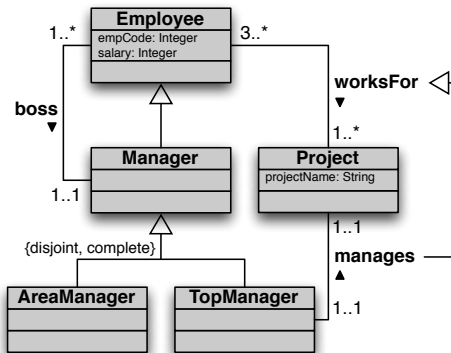 Employee
empCode: Integer
salary: Integer
1..*
3..*
boss
worksFor
1..*
1..1
Manager
Project
projectName: String
1..1
{disjoint, complete}
manages
AreaManager
TopManager
1..1